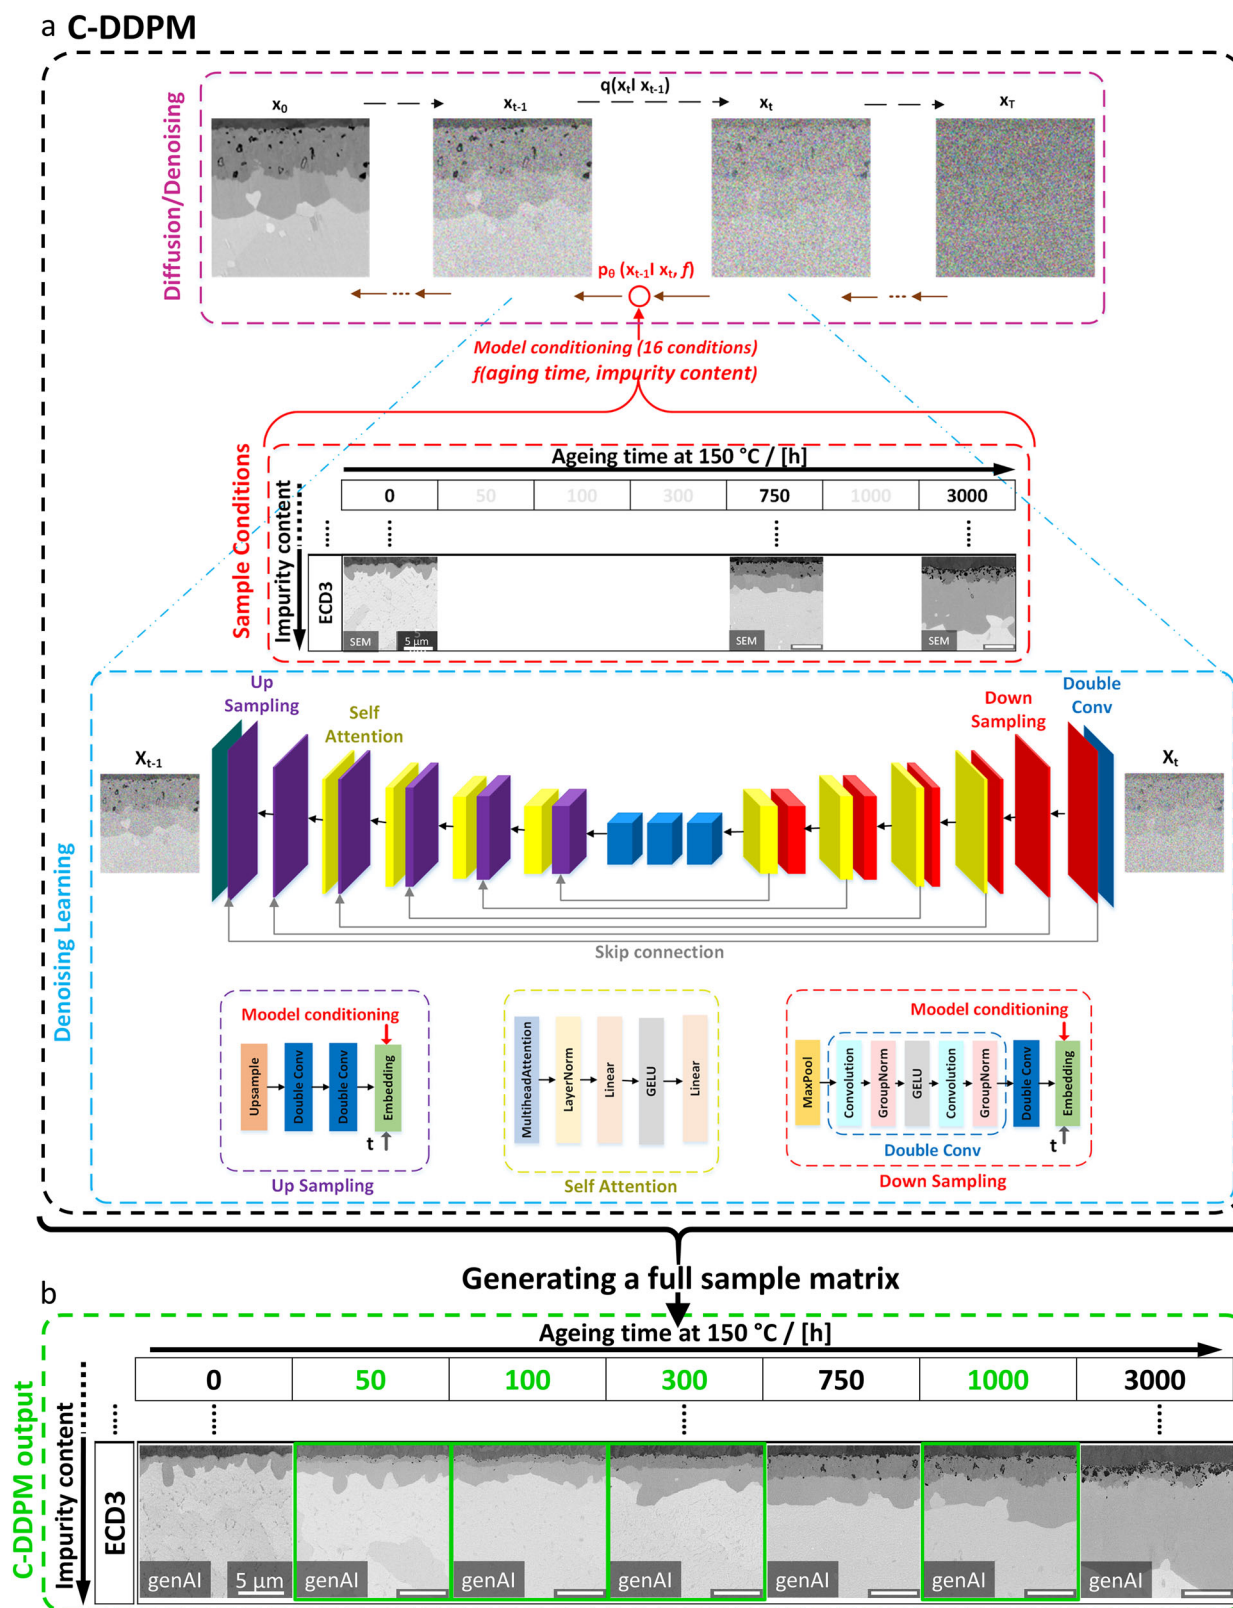 a C-DDPM
Diffusion/Denoising
q(xtI xt-1)
x0
xt-1
xt
xT
pθ (xt-1I xt, f)
Model conditioning (16 conditions)
f(aging time, impurity content)
Sample Conditions
Ageing time at 150 °C / [h]
Impurity content
0 50 100 300 750 1000 3000
ECD3
SEM
5 µm
SEM
SEM
Denoising Learning
Up
Sampling
Self
Attention
Down
Sampling
Double
Conv
Xt-1
Xt
Skip connection
Moodel conditioning
Upsample
Double Conv
Double Conv
Embedding
t
Up Sampling
MultiheadAttention
LayerNorm
Linear
GELU
Linear
Self Attention
Moodel conditioning
MaxPool
Convolution
GroupNorm
GELU
Convolution
GroupNorm
Double Conv
Embedding
t
Double Conv
Down Sampling
Generating a full sample matrix
b
C-DDPM output
Ageing time at 150 °C / [h]
Impurity content
0 50 100 300 750 1000 3000
ECD3
genAI
5 µm
genAI
genAI
genAI
genAI
genAI
genAI